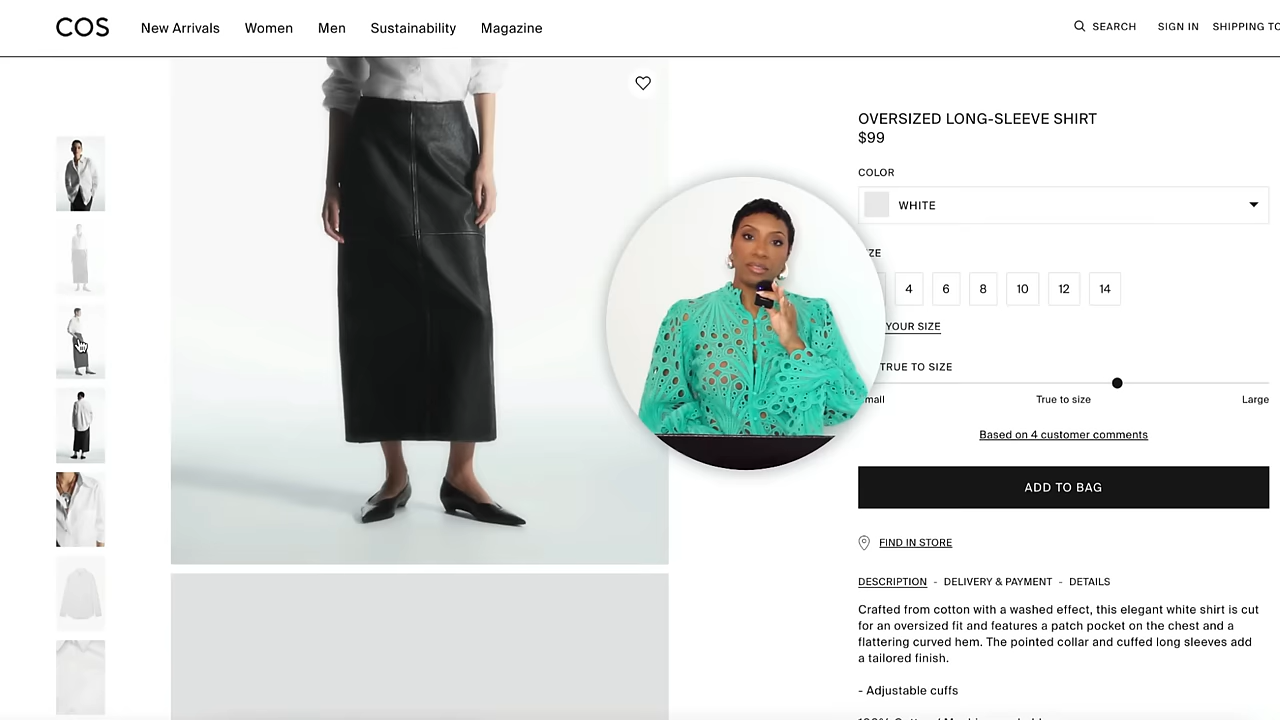 COS New Arrivals Women Men Sustainability Magazine SEARCH SIGN IN SHIPPING TO
OVERSIZED LONG-SLEEVE SHIRT
$99
COLOR
WHITE
4 6 8 10 12 14
YOUR SIZE
TRUE TO SIZE
True to size Large
Based on 4 customer comments
ADD TO BAG
FIND IN STORE
DESCRIPTION - DELIVERY & PAYMENT - DETAILS
Crafted from cotton with a washed effect, this elegant white shirt is cut
for an oversized fit and features a patch pocket on the chest and a
flattering curved hem. The pointed collar and cuffed long sleeves add
a tailored finish.
- Adjustable cuffs